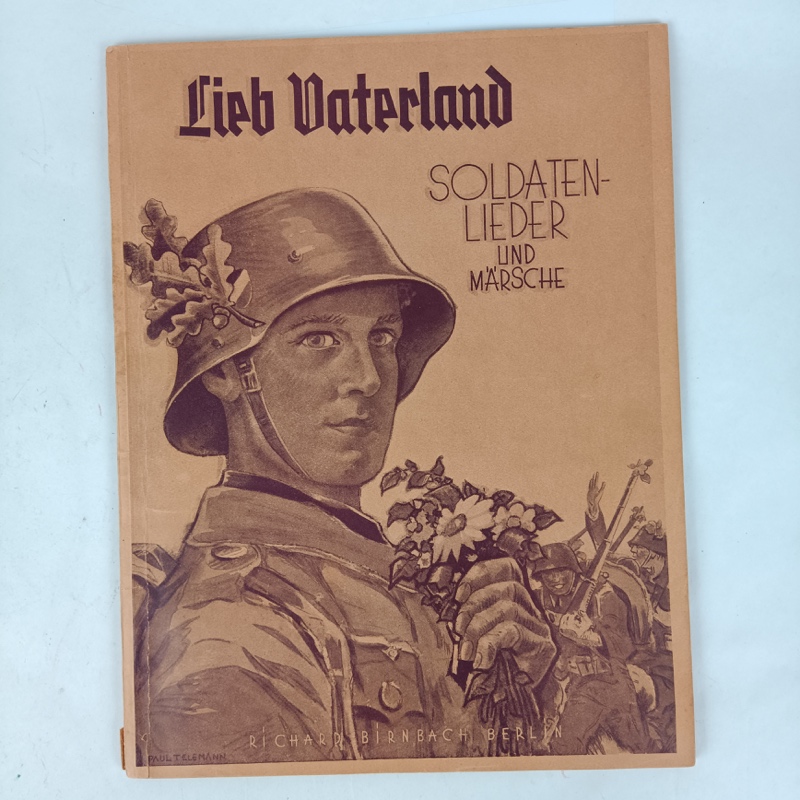 Lieb Vaterland
SOLDATEN-
LIEDER
UND
MÄRSCHE
RICHARD BIRNBACH BERLIN
PAUL TELEMANN